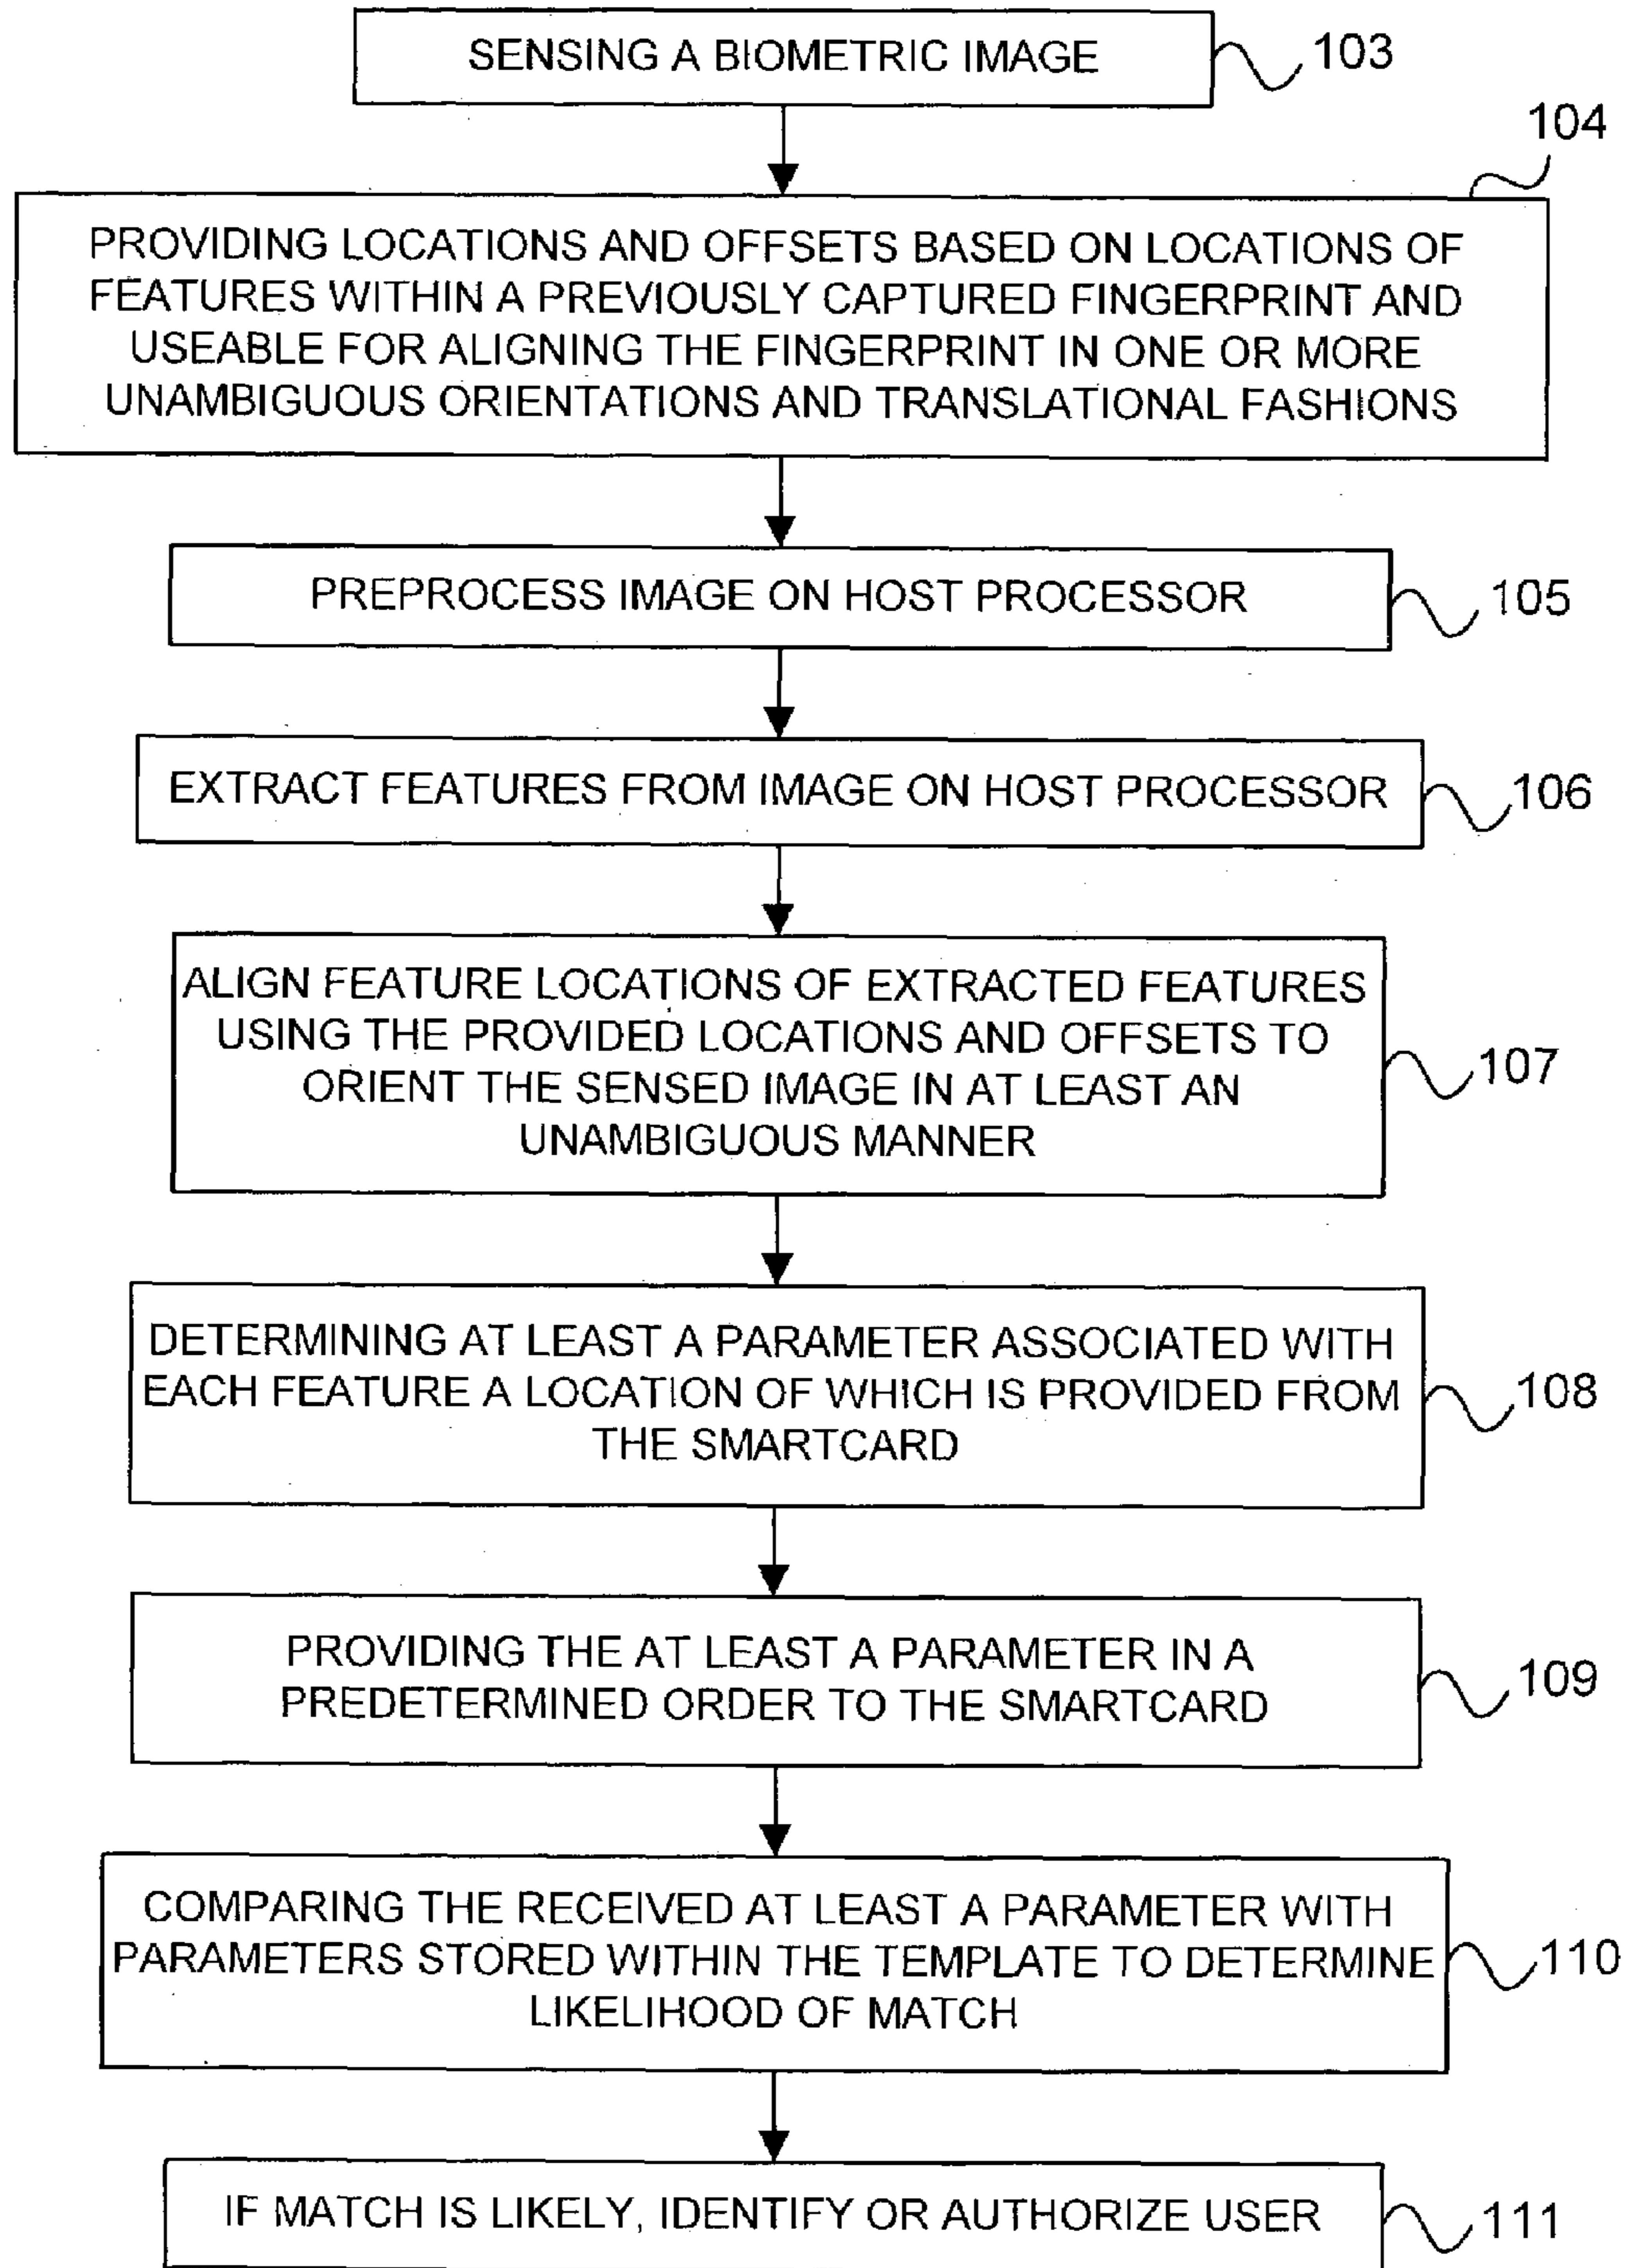 SENSING A BIOMETRIC IMAGE
103
104
PROVIDING LOCATIONS AND OFFSETS BASED ON LOCATIONS OF
FEATURES WITHIN A PREVIOUSLY CAPTURED FINGERPRINT AND
USEABLE FOR ALIGNING THE FINGERPRINT IN ONE OR MORE
UNAMBIGUOUS ORIENTATIONS AND TRANSLATIONAL FASHIONS
PREPROCESS IMAGE ON HOST PROCESSOR
105
EXTRACT FEATURES FROM IMAGE ON HOST PROCESSOR
106
ALIGN FEATURE LOCATIONS OF EXTRACTED FEATURES
USING THE PROVIDED LOCATIONS AND OFFSETS TO
ORIENT THE SENSED IMAGE IN AT LEAST AN
UNAMBIGUOUS MANNER
107
DETERMINING AT LEAST A PARAMETER ASSOCIATED WITH
EACH FEATURE A LOCATION OF WHICH IS PROVIDED FROM
THE SMARTCARD
108
PROVIDING THE AT LEAST A PARAMETER IN A
PREDETERMINED ORDER TO THE SMARTCARD
109
COMPARING THE RECEIVED AT LEAST A PARAMETER WITH
PARAMETERS STORED WITHIN THE TEMPLATE TO DETERMINE
LIKELIHOOD OF MATCH
110
IF MATCH IS LIKELY, IDENTIFY OR AUTHORIZE USER
111